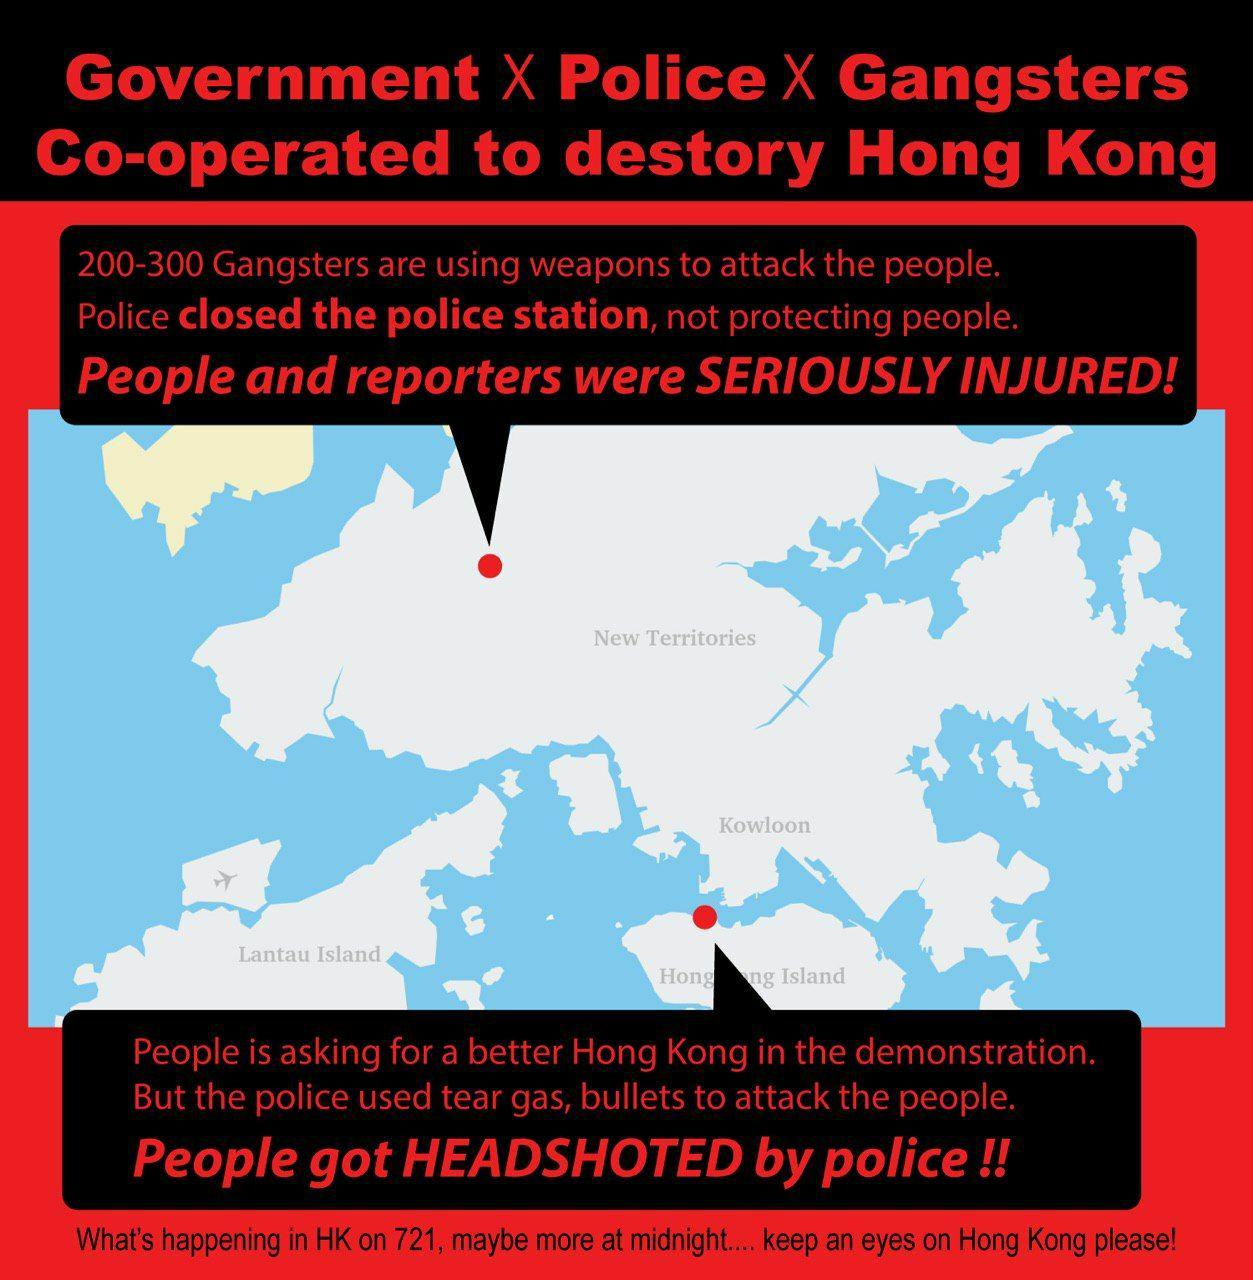 Government X Police X Gangsters
Co-operated to destory Hong Kong
200-300 Gangsters are using weapons to attack the people.
Police closed the police station, not protecting people.
People and reporters were SERIOUSLY INJURED!
New Territories
Kowloon
Lantau Island
Hong ng Island
People is asking for a better Hong Kong in the demonstration.
But the police used tear gas, bullets to attack the people.
People got HEADSHOTED by police !!
What's happening in HK on 721, maybe more at midnight.... keep an eyes on Hong Kong please!